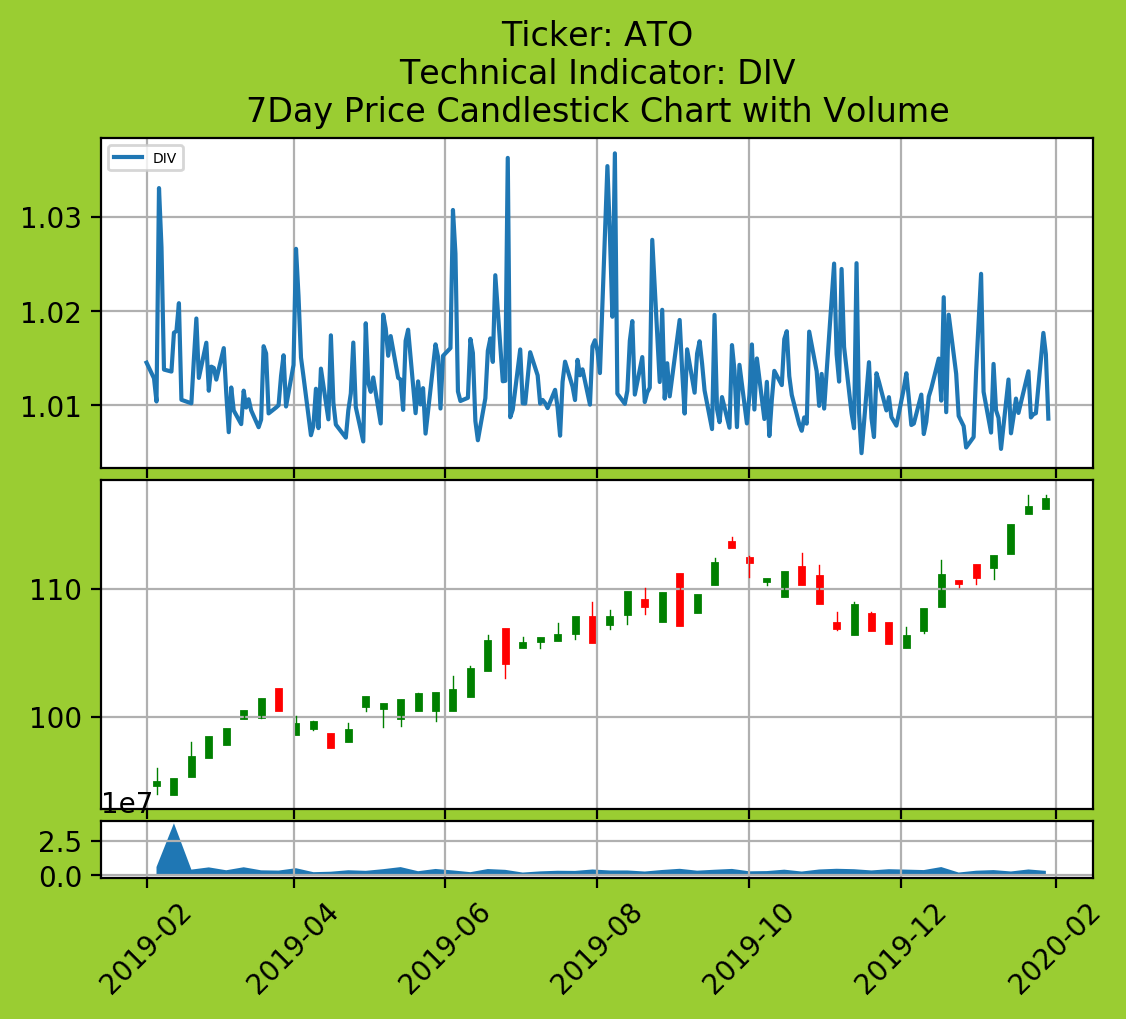 Ticker: ATO
Technical Indicator: DIV
7Day Price Candlestick Chart with Volume
DIV
1.03
1.02
1.01
110
100
1e7
2.5
0.0
2019-02
2019-04
2019-06
2019-08
2019-10
2019-12
2020-02